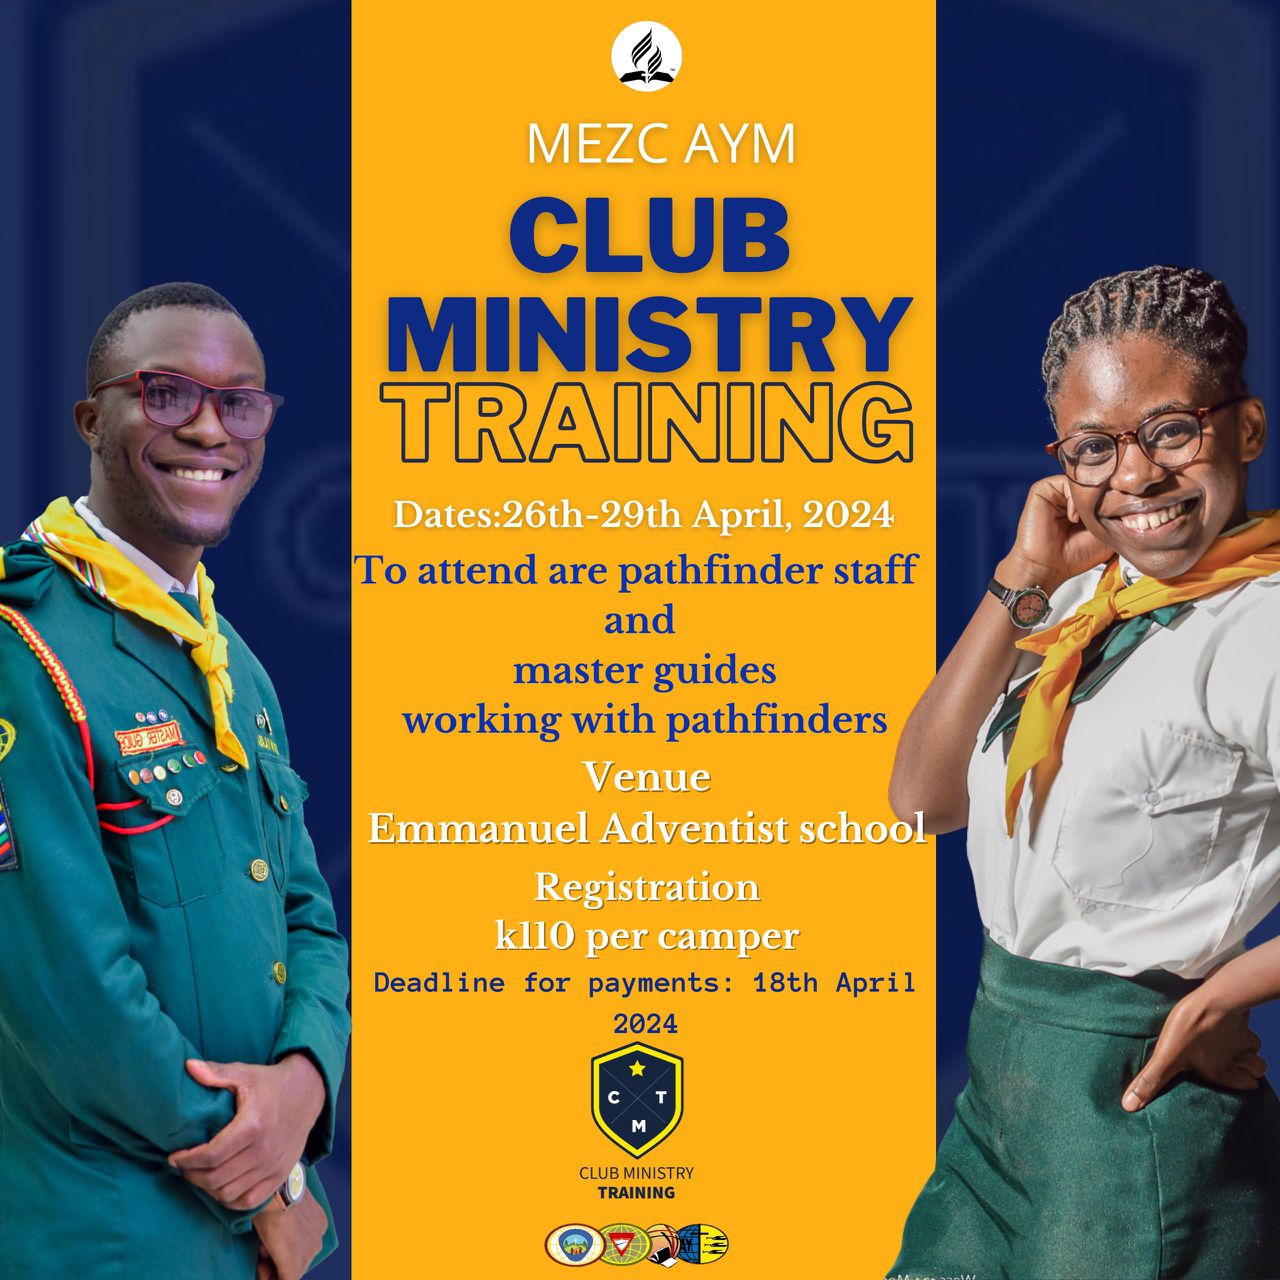 MEZC AYM
CLUB
MINISTRY
TRAINING
Dates:26th-29th April, 2024
To attend are pathfinder staff
and
master guides
working with pathfinders
Venue
Emmanuel Adventist school
Registration
k110 per camper
Deadline for payments: 18th April
2024
C T
M
CLUB MINISTRY
TRAINING
MASTER GUIDE